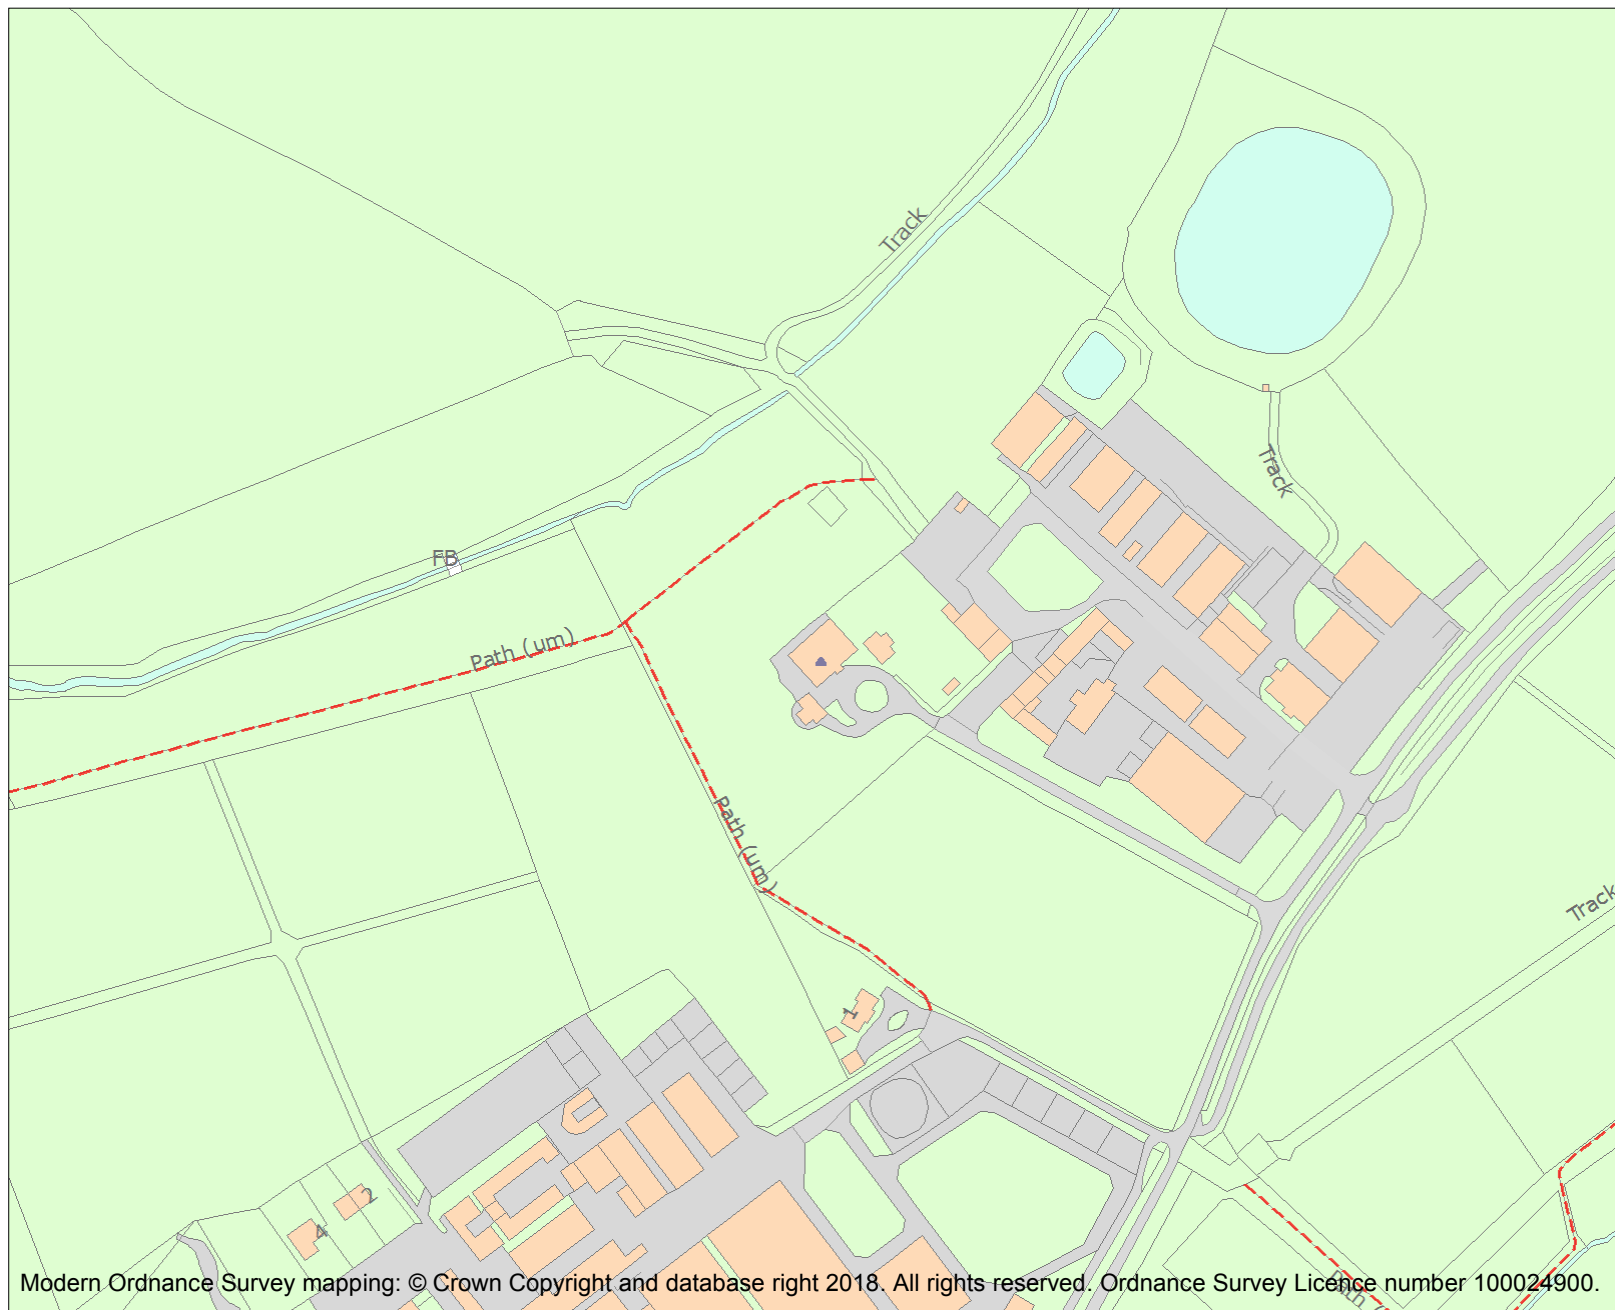 Track
Track
FB
Path (um)
Path (um)
Track
1
2
4
Path (
Modern Ordnance Survey mapping: © Crown Copyright and database right 2018. All rights reserved. Ordnance Survey Licence number 100024900.